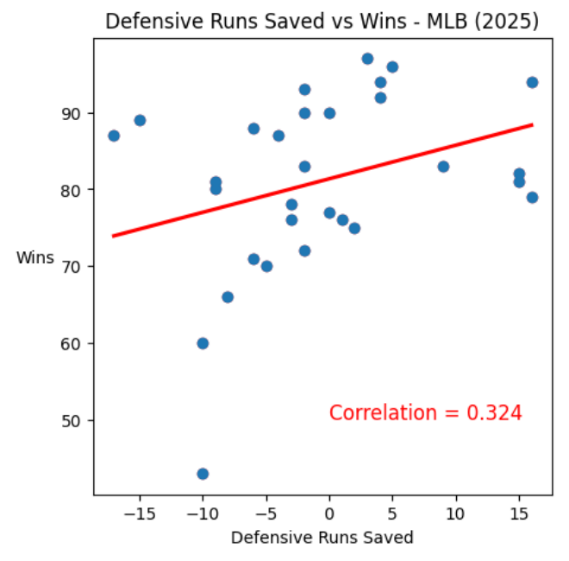 Defensive Runs Saved vs Wins - MLB (2025)
90
80
Wins
70
60
50
Correlation = 0.324
−15 −10 −5 0 5 10 15
Defensive Runs Saved